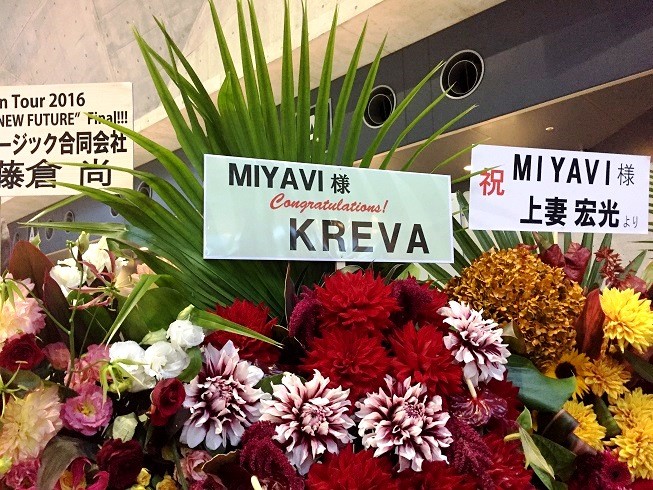 n Tour 2016
NEW FUTURE" Final!!!
ージック合同会社
藤倉 尚
MIYAVI 様
Congratulations!
KREVA
祝 MIYAVI 様
上妻 宏光 より